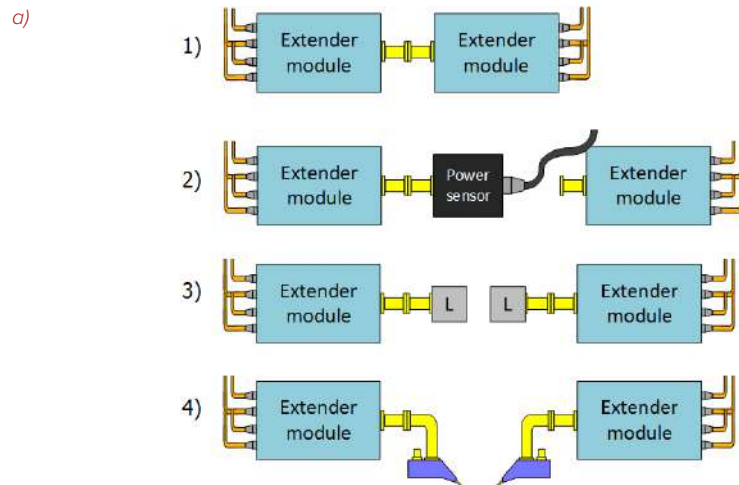 a)
1)
Extender
module
Extender
module
2)
Extender
module
Power
sensor
Extender
module
3)
Extender
module
L
L
Extender
module
4)
Extender
module
Extender
module